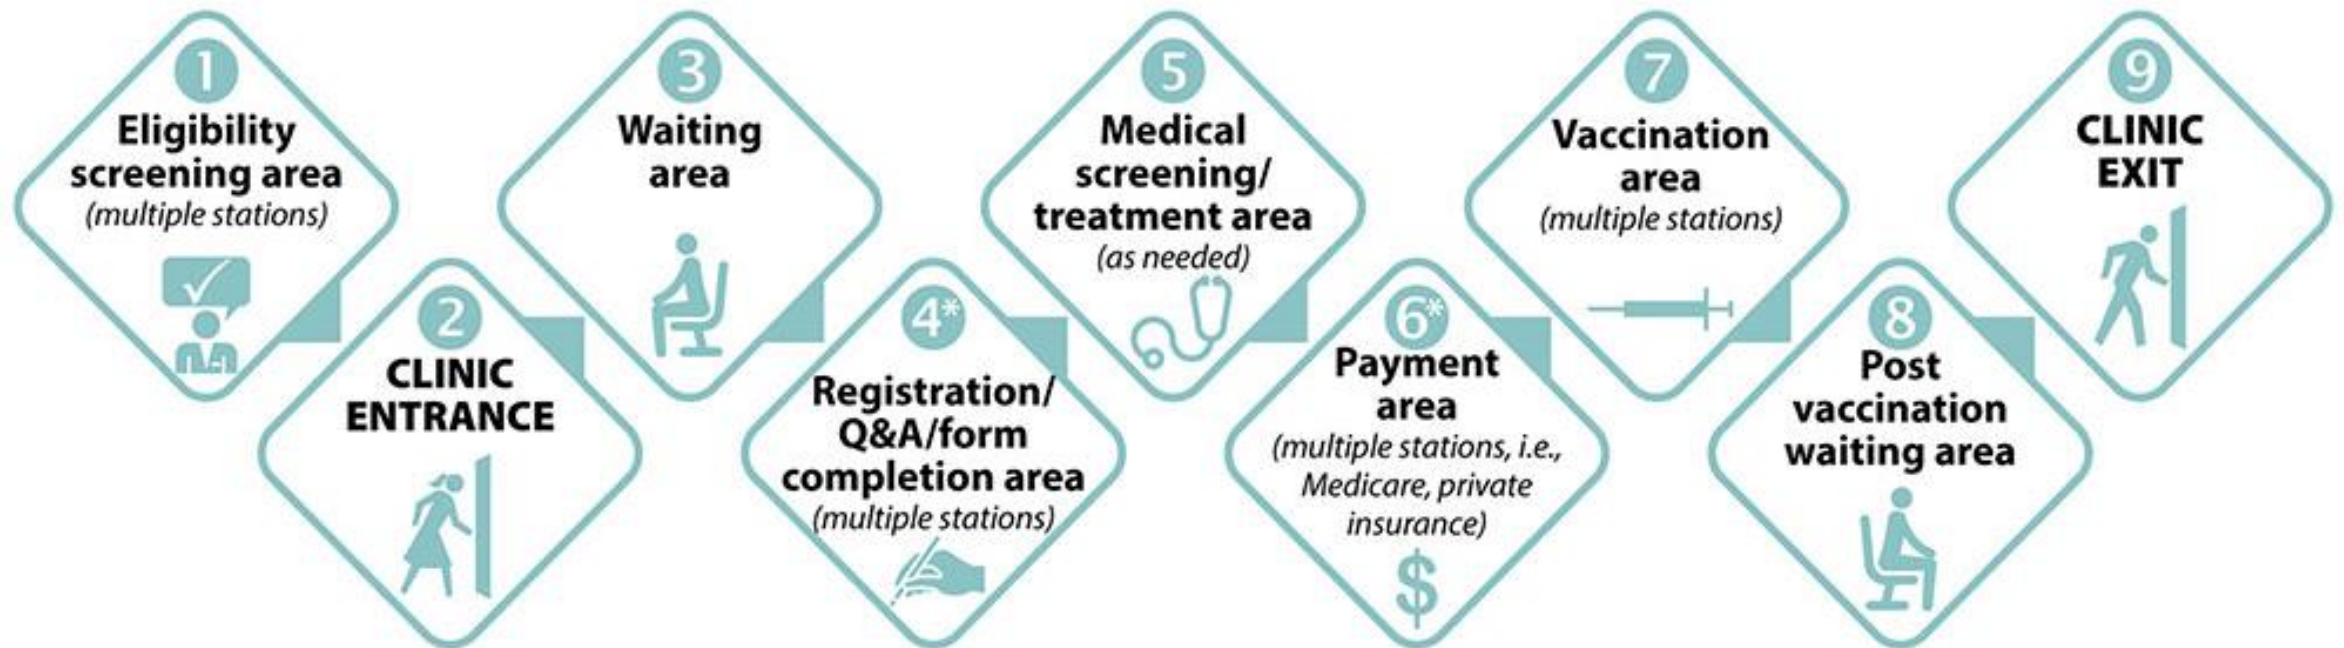 1
Eligibility
screening area
(multiple stations)
2
CLINIC
ENTRANCE
3
Waiting
area
4*
Registration/
Q&A/form
completion area
(multiple stations)
5
Medical
screening/
treatment area
(as needed)
6*
Payment
area
(multiple stations, i.e.,
Medicare, private
insurance)
$
7
Vaccination
area
(multiple stations)
8
Post
vaccination
waiting area
9
CLINIC
EXIT